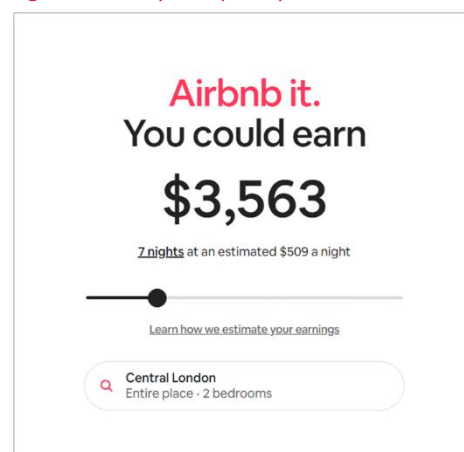 Airbnb it.
You could earn
$3,563
7 nights at an estimated $509 a night
Learn how we estimate your earnings
Central London
Entire place · 2 bedrooms